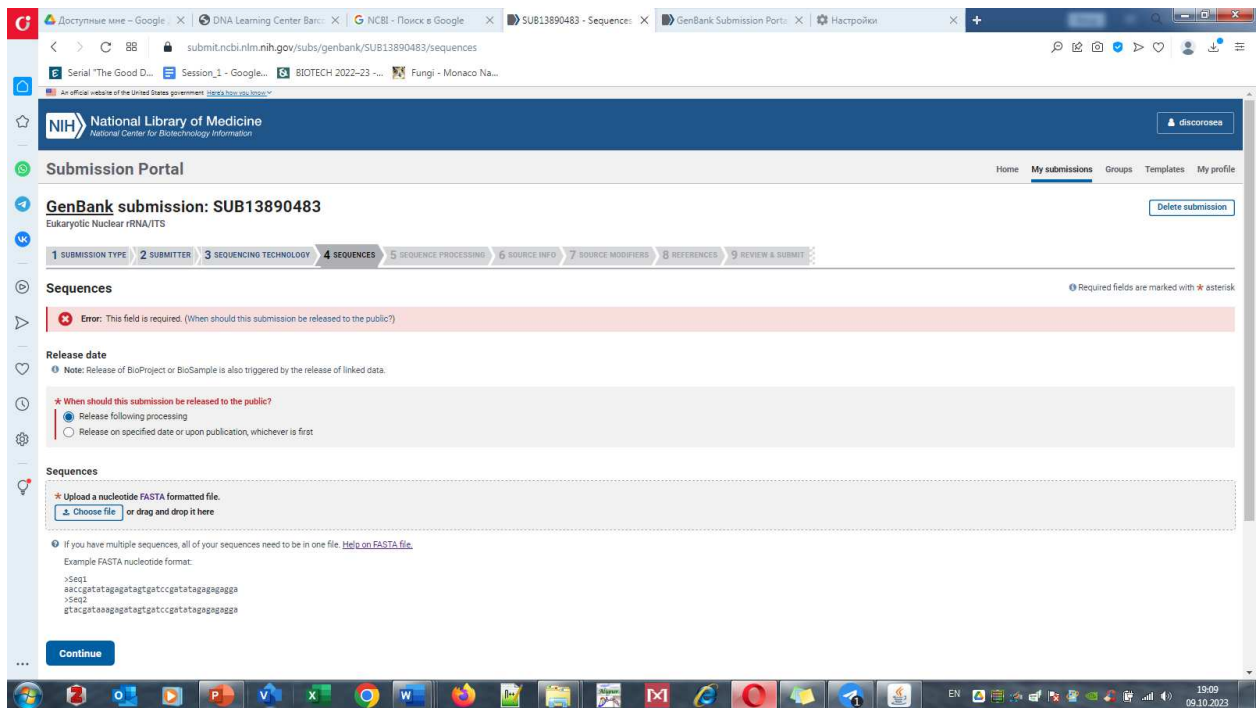 Доступные мне – Google
DNA Learning Center Barc
G NCBI - Поиск в Google
SUB13890483 - Sequences
GenBank Submission Porta
Настройки
submit.ncbi.nlm.nih.gov/subs/genbank/SUB13890483/sequences
Serial "The Good D...
Session_1 - Google...
BIOTECH 2022–23 -...
Fungi - Monaco Na...
An official website of the United States government Here's how you know
NIH National Library of Medicine
National Center for Biotechnology Information
discorosea
Submission Portal
Home My submissions Groups Templates My profile
GenBank submission: SUB13890483
Delete submission
Eukaryotic Nuclear rRNA/ITS
1 SUBMISSION TYPE 2 SUBMITTER 3 SEQUENCING TECHNOLOGY 4 SEQUENCES 5 SEQUENCE PROCESSING 6 SOURCE INFO 7 SOURCE MODIFIERS 8 REFERENCES 9 REVIEW & SUBMIT
Sequences
Required fields are marked with * asterisk
Error: This field is required. (When should this submission be released to the public?)
Release date
Note: Release of BioProject or BioSample is also triggered by the release of linked data.
* When should this submission be released to the public?
Release following processing
Release on specified date or upon publication, whichever is first
Sequences
* Upload a nucleotide FASTA formatted file.
Choose file or drag and drop it here
If you have multiple sequences, all of your sequences need to be in one file. Help on FASTA file.
Example FASTA nucleotide format:
>Seq1
aaccgatatagagatagtgatccgatatagagagagga
>Seq2
gtacgataaagagatagtgatccgatatagagagagga
Continue
EN
19:09
09.10.2023